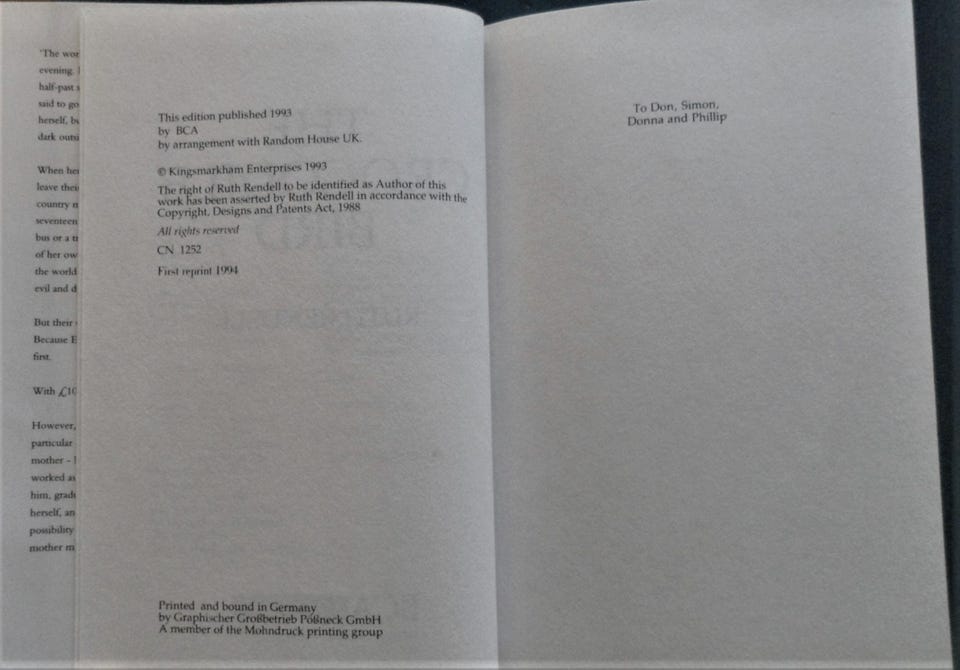 'The wor
evening.
half-past s
said to go
herself, bu
dark outsi
When her
leave thei
country m
seventeen
bus or a tr
of her ow
the world
evil and d
But their
Because E
first.
With £10
However,
particular
mother – l
worked as
him, gradu
herself, an
possibility
mother m
This edition published 1993
by BCA
by arrangement with Random House UK.
© Kingsmarkham Enterprises 1993
The right of Ruth Rendell to be identified as Author of this
work has been asserted by Ruth Rendell in accordance with the
Copyright, Designs and Patents Act, 1988
All rights reserved
CN 1252
First reprint 1994
Printed and bound in Germany
by Graphischer Großbetrieb Pößneck GmbH
A member of the Mohndruck printing group
To Don, Simon,
Donna and Phillip